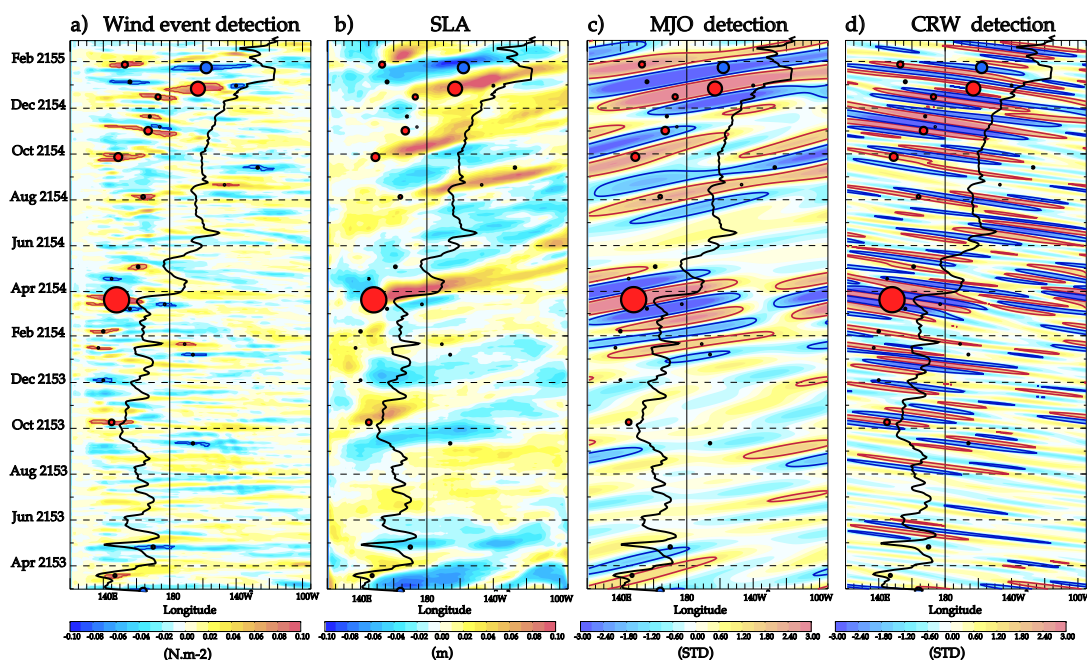 a) Wind event detection b) SLA c) MJO detection d) CRW detection
Feb 2155
Dec 2154
Oct 2154
Aug 2154
Jun 2154
Apr 2154
Feb 2154
Dec 2153
Oct 2153
Aug 2153
Jun 2153
Apr 2153
140E 180 140W 100W 140E 180 140W 100W 140E 180 140W 100W 140E 180 140W 100W
Longitude Longitude Longitude Longitude
-0.10 -0.08 -0.06 -0.04 -0.02 0.00 0.02 0.04 0.06 0.08 0.10 -0.10 -0.08 -0.06 -0.04 -0.02 0.00 0.02 0.04 0.06 0.08 0.10 -3.00 -2.40 -1.80 -1.20 -0.60 0.00 0.60 1.20 1.80 2.40 3.00 -3.00 -2.40 -1.80 -1.20 -0.60 0.00 0.60 1.20 1.80 2.40 3.00
(N.m-2) (m) (STD) (STD)